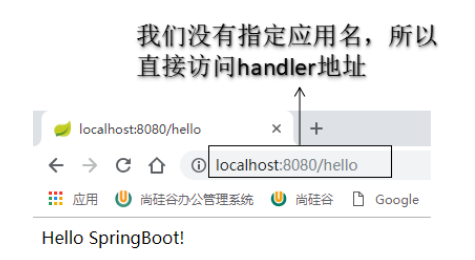 我们没有指定应用名，所以
直接访问handler地址
localhost:8080/hello
localhost:8080/hello
应用 尚硅谷办公管理系统 尚硅谷 Google
Hello SpringBoot!